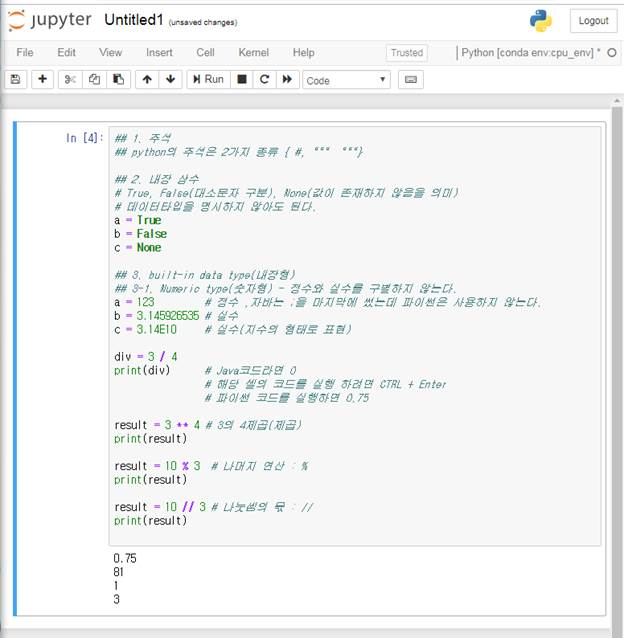 jupyter Untitled1 (unsaved changes) Logout
File Edit View Insert Cell Kernel Help Trusted Python [conda env:cpu_env] *
Run Code
In [4]:
## 1. 주석
## python의 주석은 2가지 종류 { #, """  """}
## 2. 내장 상수
# True, False(대소문자 구분), None(값이 존재하지 않음을 의미)
# 데이터타입을 명시하지 않아도 된다.
a = True
b = False
c = None
## 3. built-in data type(내장형)
## 3-1. Numeric type(숫자형) - 정수와 실수를 구별하지 않는다.
a = 123 # 정수 ,자바는 ;을 마지막에 썼는데 파이썬은 사용하지 않는다.
b = 3.145926535 # 실수
c = 3.14E10 # 실수(지수의 형태로 표현)
div = 3 / 4
print(div) # Java코드라면 0
# 해당 셀의 코드를 실행 하려면 CTRL + Enter
# 파이썬 코드를 실행하면 0.75
result = 3 ** 4 # 3의 4제곱(제곱)
print(result)
result = 10 % 3 # 나머지 연산 : %
print(result)
result = 10 // 3 # 나눗셈의 몫 : //
print(result)
0.75
81
1
3